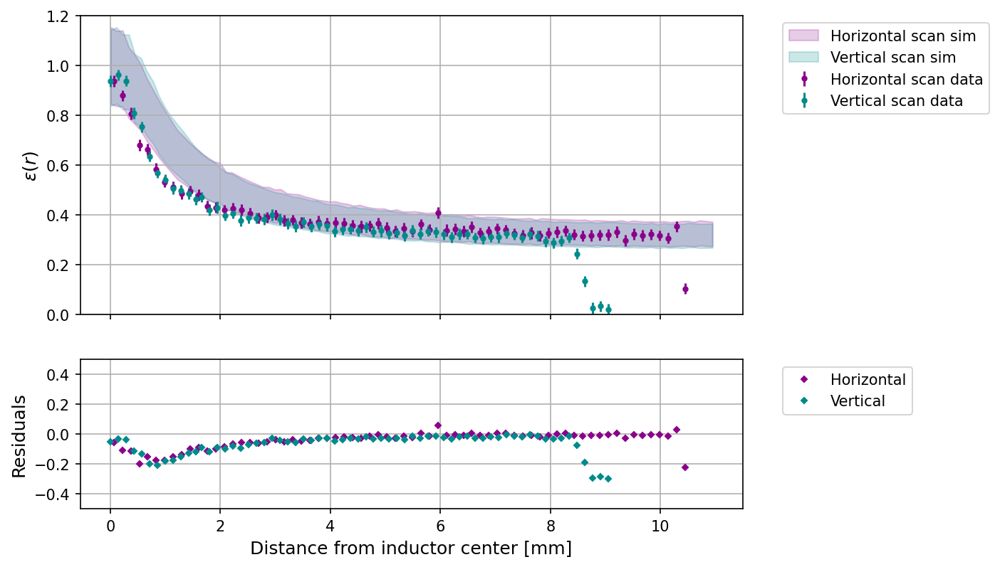 1.2
1.0
0.8
0.6
0.4
0.2
0.0
ε(r)
Horizontal scan sim
Vertical scan sim
Horizontal scan data
Vertical scan data
0.4
0.2
0.0
−0.2
−0.4
Residuals
Horizontal
Vertical
0 2 4 6 8 10
Distance from inductor center [mm]